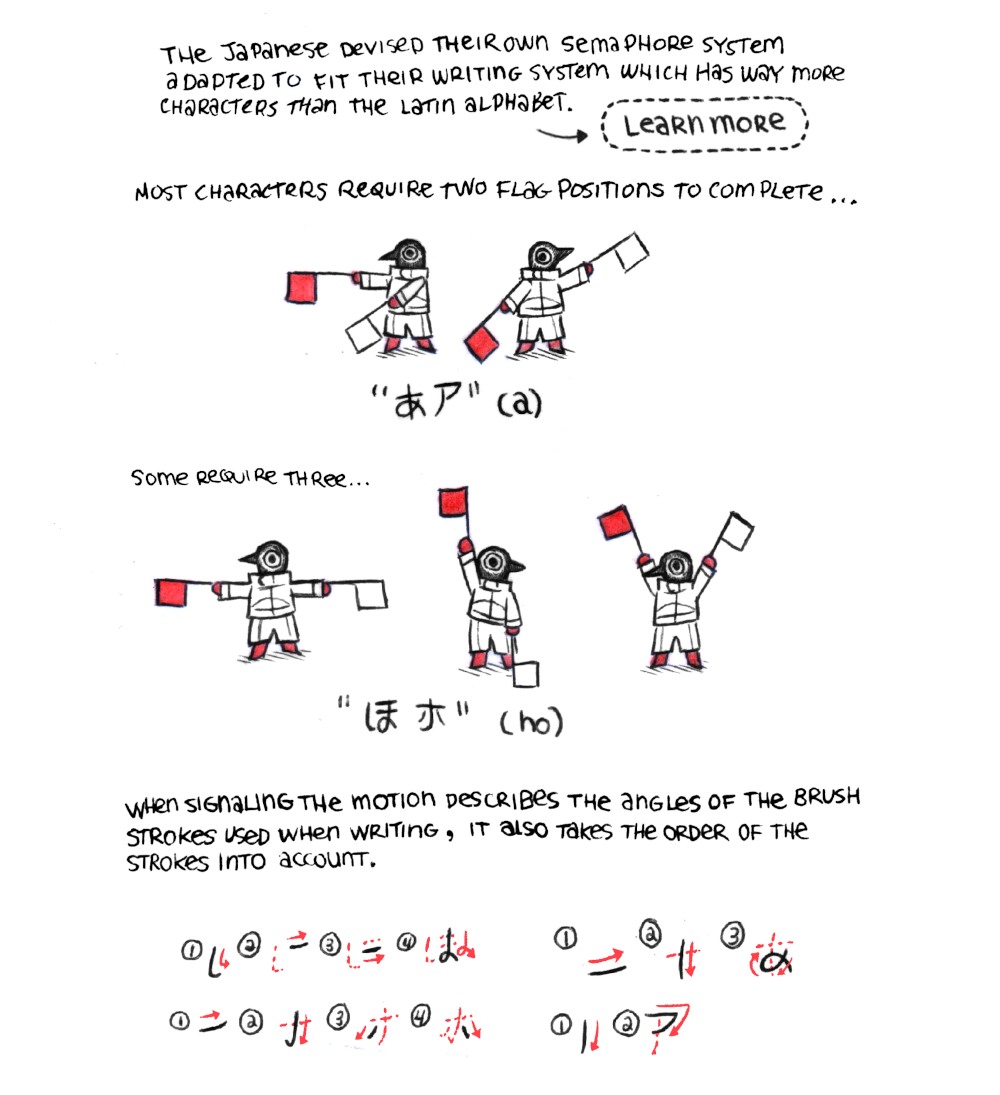 THE JAPANESE DEVISED THEIR OWN SEMAPHORE SYSTEM
ADAPTED TO FIT THEIR WRITING SYSTEM WHICH HAS WAY MORE
CHARACTERS THAN THE LATIN ALPHABET.
LEARN MORE
MOST CHARACTERS REQUIRE TWO FLAG POSITIONS TO COMPLETE...
"あア" (a)
SOME REQUIRE THREE...
"ほホ" (ho)
WHEN SIGNALING THE MOTION DESCRIBES THE ANGLES OF THE BRUSH
STROKES USED WHEN WRITING, IT ALSO TAKES THE ORDER OF THE
STROKES INTO ACCOUNT.
① ② ③ ④ ほ
① ② ③ あ
① ② ③ ④ ホ
① ② ア